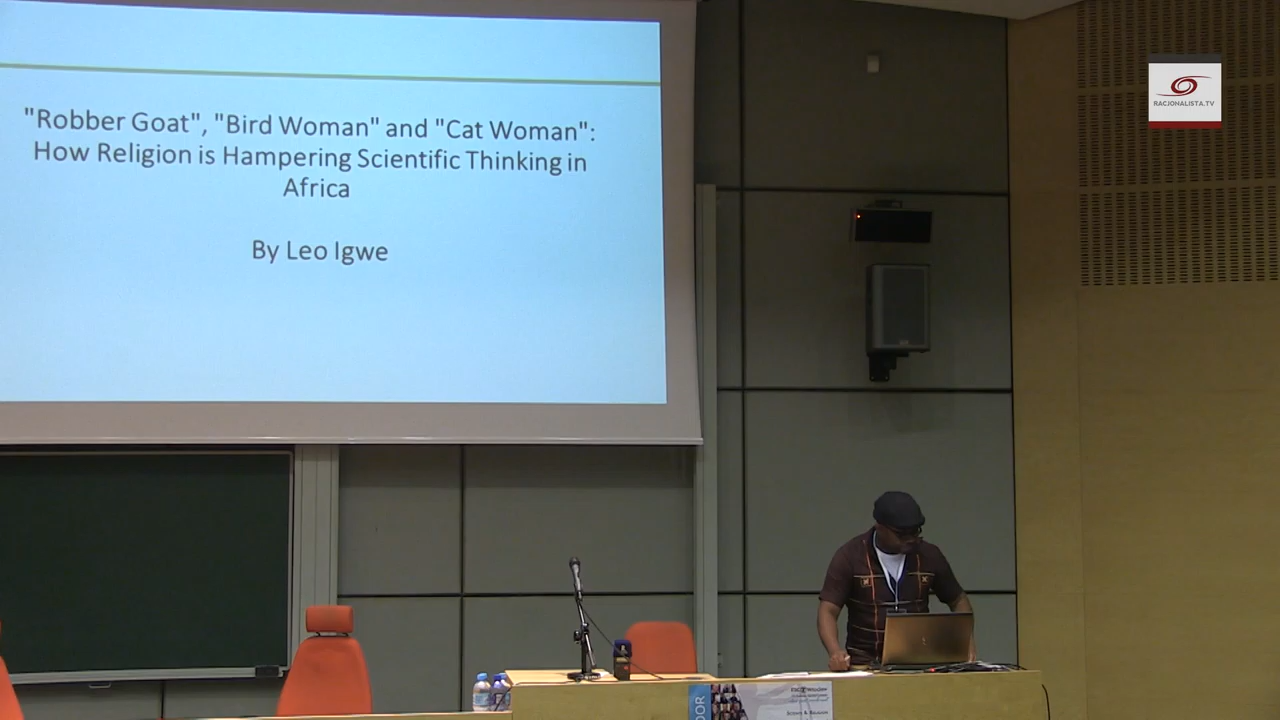 "Robber Goat", "Bird Woman" and "Cat Woman":
How Religion is Hampering Scientific Thinking in
Africa
By Leo Igwe
RACJONALISTA.TV